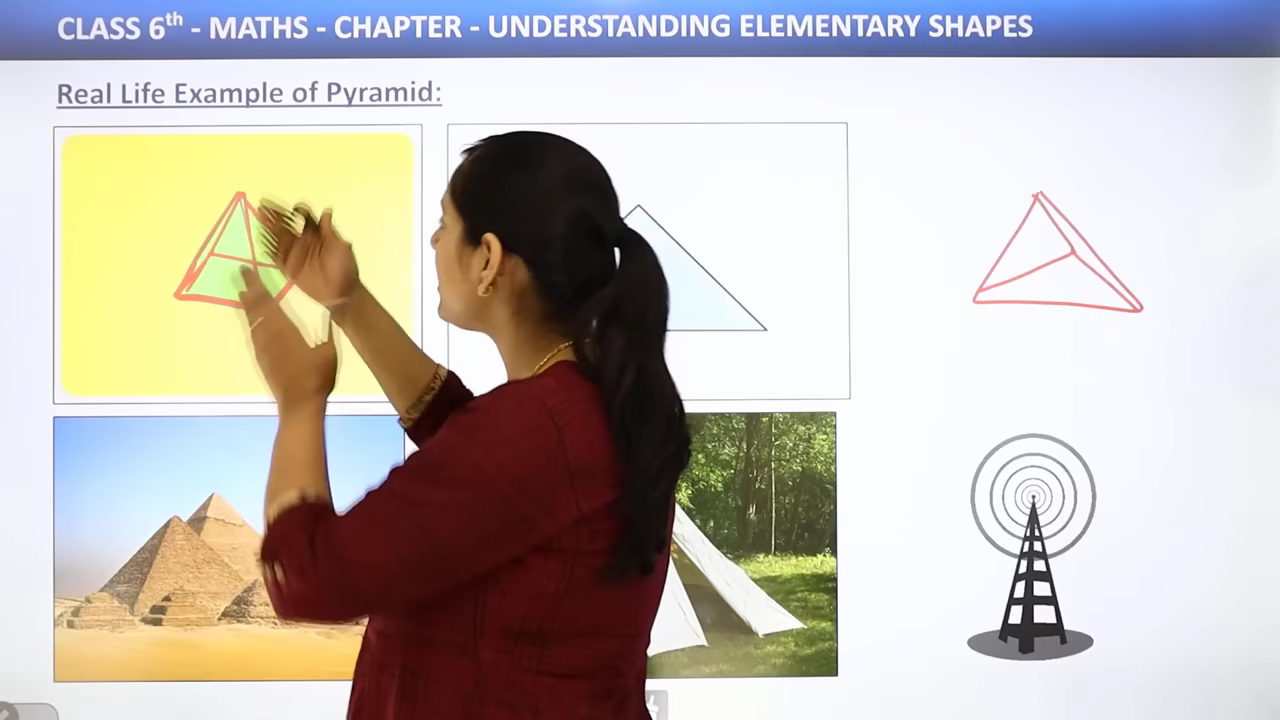 CLASS 6th - MATHS - CHAPTER - UNDERSTANDING ELEMENTARY SHAPES
Real Life Example of Pyramid: